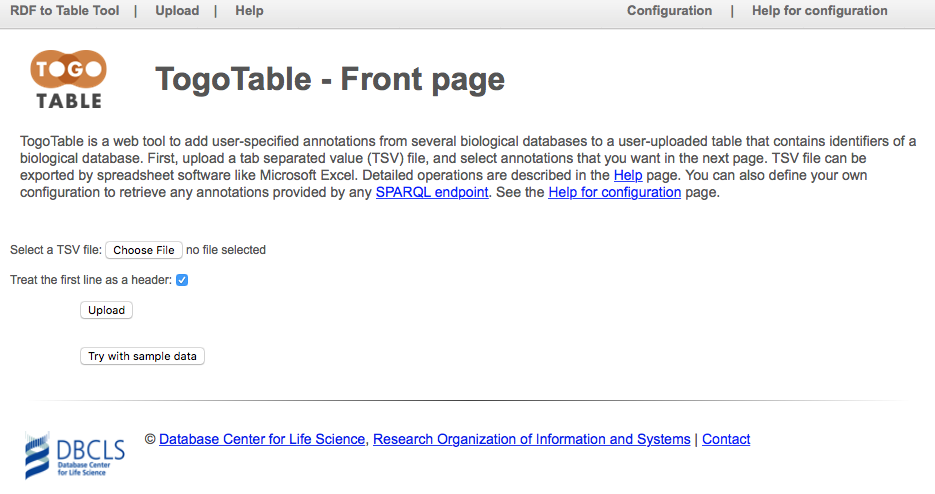 RDF to Table Tool | Upload | Help Configuration | Help for configuration
TOGO
TABLE
TogoTable - Front page
TogoTable is a web tool to add user-specified annotations from several biological databases to a user-uploaded table that contains identifiers of a
biological database. First, upload a tab separated value (TSV) file, and select annotations that you want in the next page. TSV file can be
exported by spreadsheet software like Microsoft Excel. Detailed operations are described in the Help page. You can also define your own
configuration to retrieve any annotations provided by any SPARQL endpoint. See the Help for configuration page.
Select a TSV file: Choose File no file selected
Treat the first line as a header:
Upload
Try with sample data
DBCLS
Database Center
for Life Science
© Database Center for Life Science, Research Organization of Information and Systems | Contact